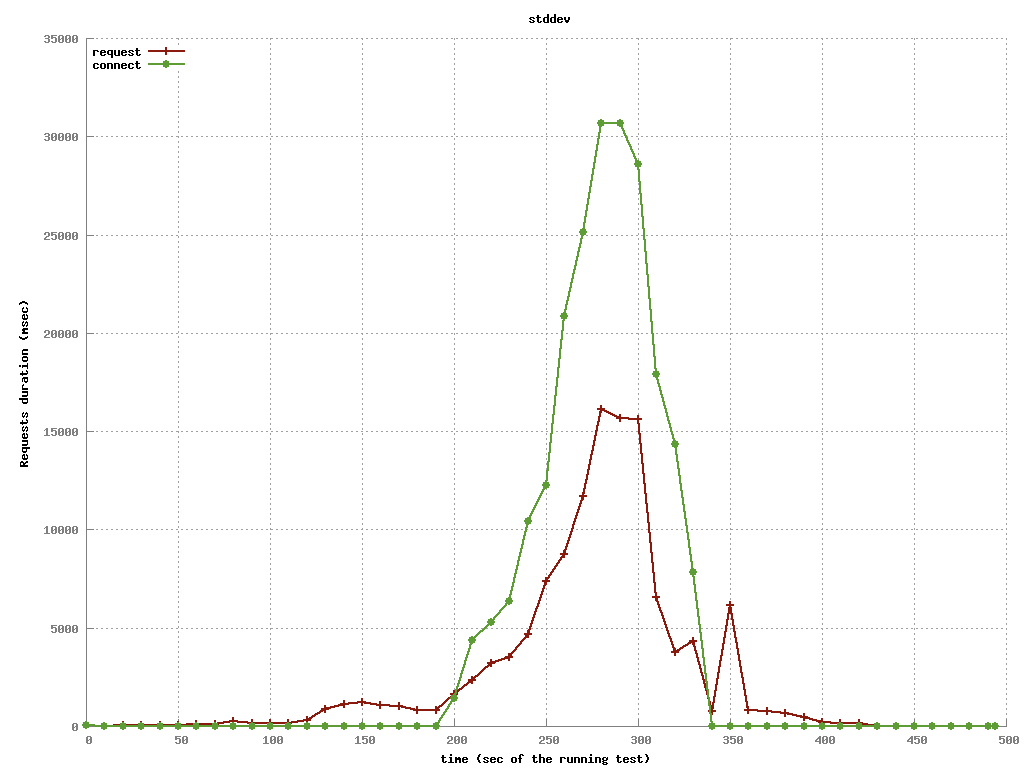 stddev
request
connect
35000
30000
25000
20000
15000
10000
5000
0
Requests duration (msec)
0 50 100 150 200 250 300 350 400 450 500
time (sec of the running test)